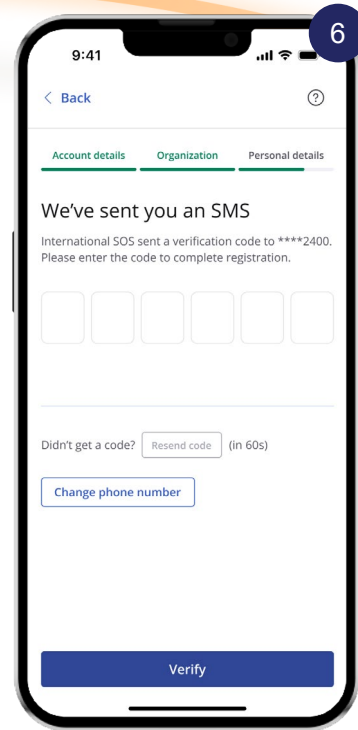 6
9:41
Back
?
Account details Organization Personal details
We’ve sent you an SMS
International SOS sent a verification code to ****2400.
Please enter the code to complete registration.
Didn’t get a code? Resend code (in 60s)
Change phone number
Verify